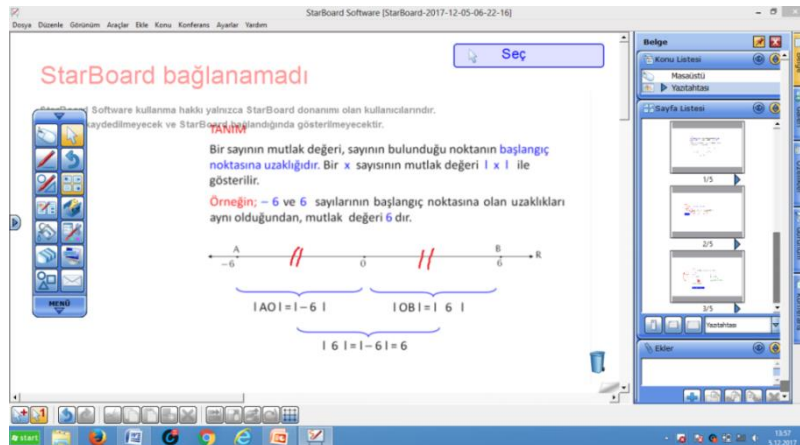 StarBoard Software [StarBoard-2017-12-05-06-22-16]
Dosya Düzenle Görünüm Araçlar Ekle Konu Konferans Ayarlar Yardım
Seç
StarBoard bağlanamadı
Software kullanma hakkı yalnızca StarBoard donanımı olan kullanıcılarındır.
kaydedilmeyecek ve StarBoard bağlandığında gösterilmeyecektir.
TANIM
Bir sayının mutlak değeri, sayının bulunduğu noktanın başlangıç
noktasına uzaklığıdır. Bir x sayısının mutlak değeri l x l ile
gösterilir.
Örneğin; – 6 ve 6 sayılarının başlangıç noktasına olan uzaklıkları
aynı olduğundan, mutlak değeri 6 dır.
A B R
–6 0 6
l AO l = l – 6 l l OB l = l 6 l
l 6 l = l – 6 l = 6
MENÜ
Belge
Konu Listesi
Masaüstü
Yazıtahtası
Sayfa Listesi
1/5
2/5
3/5
Yazıtahtası
Ekler
start
13:57
5.12.2017